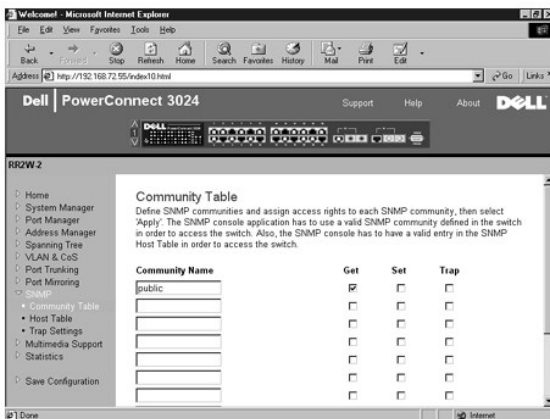 Welcome! - Microsoft Internet Explorer
File Edit View Favorites Tools Help
Back Forward Stop Refresh Home Search Favorites History Mail Print Edit
Address http://192.168.72.55/index10.html Go Links
Dell PowerConnect 3024 Support Help About DELL
DELL
1
RR2W-2
Home
System Manager
Port Manager
Address Manager
Spanning Tree
VLAN & CoS
Port Trunking
Port Mirroring
SNMP
Community Table
Host Table
Trap Settings
Multimedia Support
Statistics
Save Configuration
Community Table
Define SNMP communities and assign access rights to each SNMP community, then select
'Apply'. The SNMP console application has to use a valid SNMP community defined in the switch
in order to access the switch. Also, the SNMP console has to have a valid entry in the SNMP
Host Table in order to access the switch.
Community Name Get Set Trap
public
Done Internet